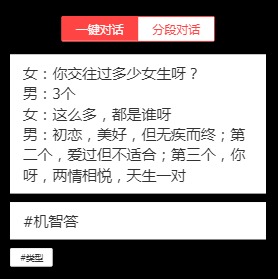 一键对话 分段对话
女：你交往过多少女生呀？
男：3个
女：这么多，都是谁呀
男：初恋，美好，但无疾而终；第
二个，爱过但不适合；第三个，你
呀，两情相悦，天生一对
#机智答
#类型